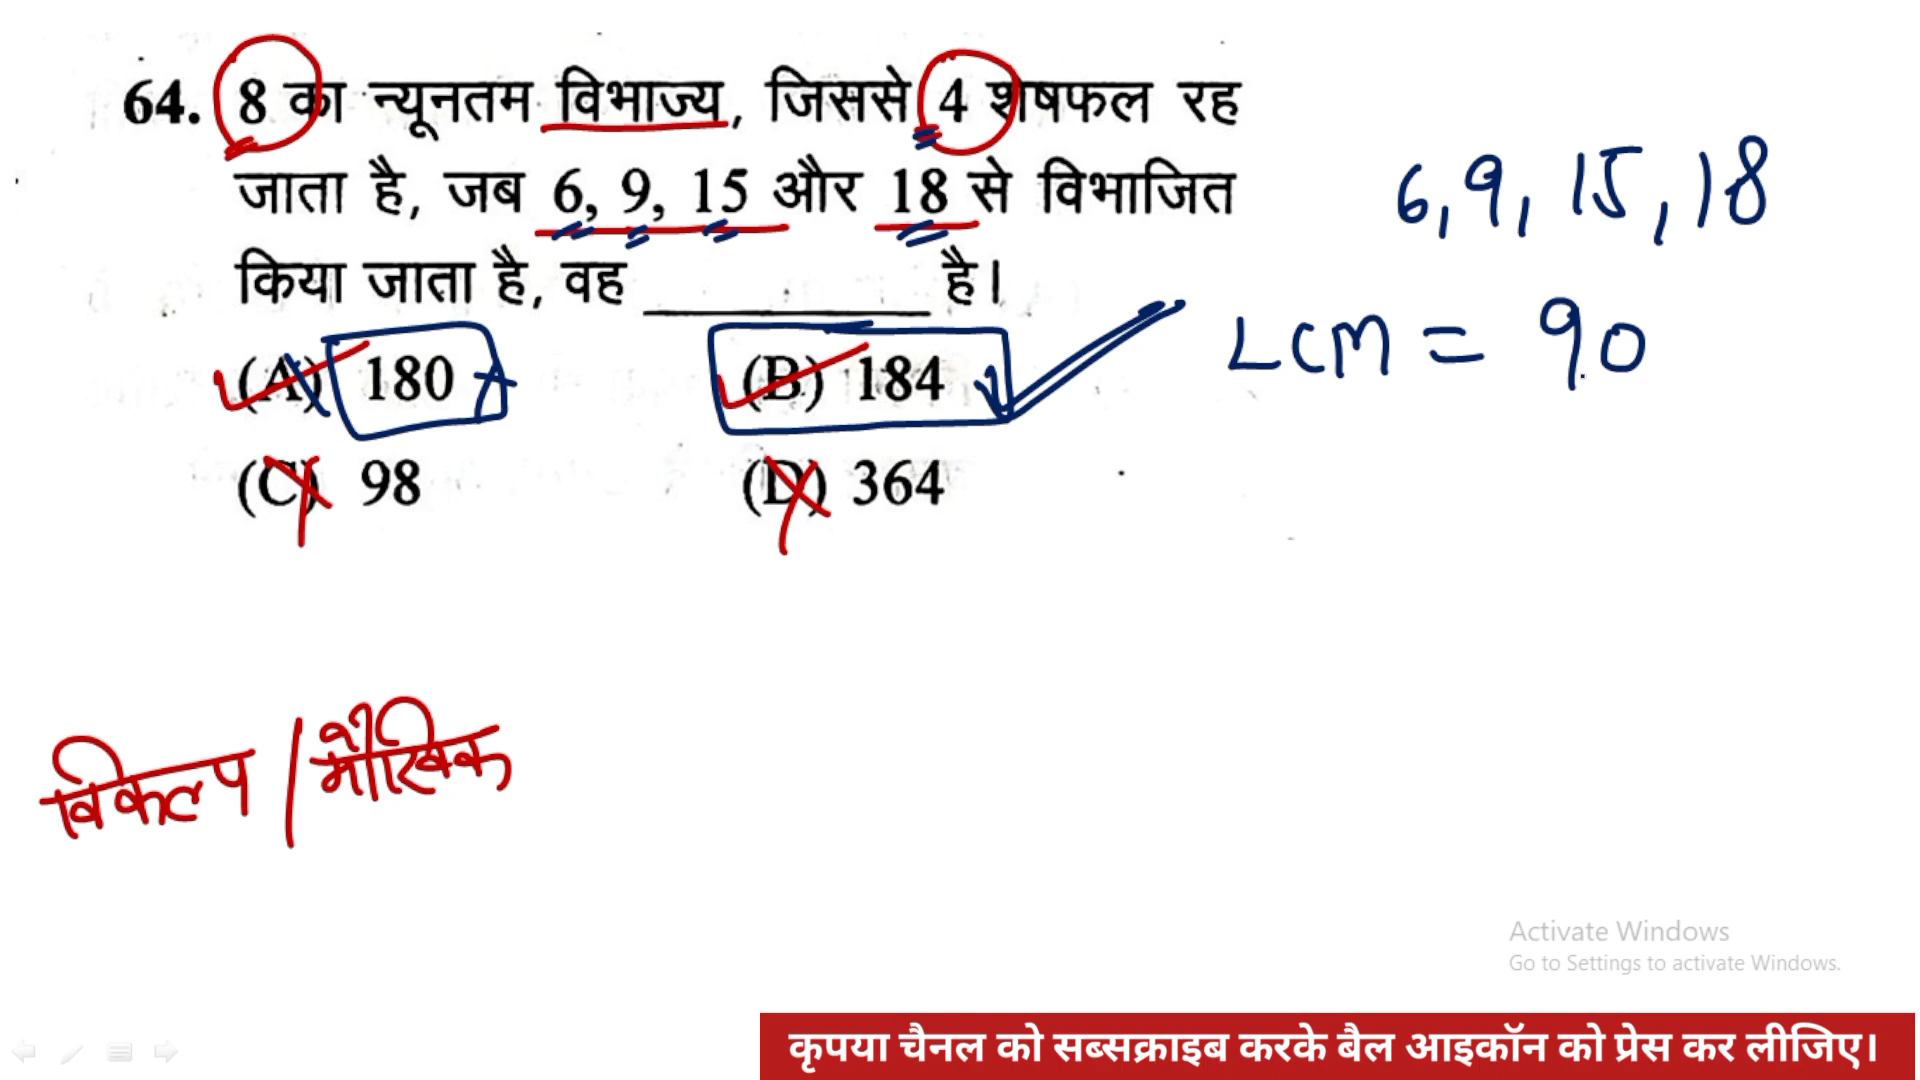 64. 8 का न्यूनतम विभाज्य, जिससे 4 शेषफल रह
जाता है, जब 6, 9, 15 और 18 से विभाजित
किया जाता है, वह ____________ है।
(A) 180 (B) 184
(C) 98 (D) 364
6, 9, 15, 18
LCM = 90
विकल्प / मौखिक
Activate Windows
Go to Settings to activate Windows.
कृपया चैनल को सब्सक्राइब करके बैल आइकॉन को प्रेस कर लीजिए।